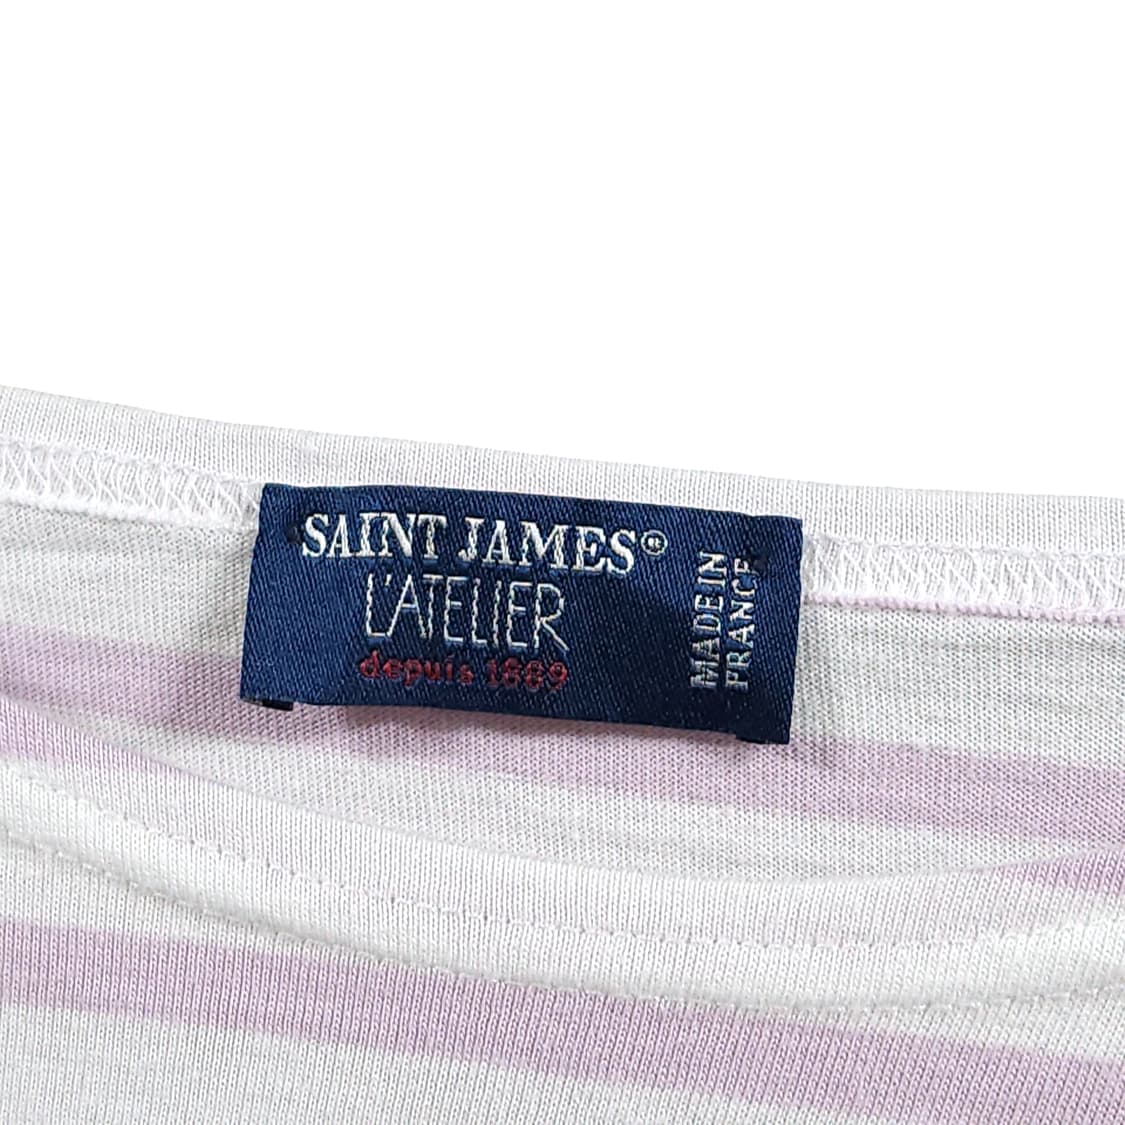 SAINT JAMES®
L'ATELIER
depuis 1889
MADE IN
FRANCE